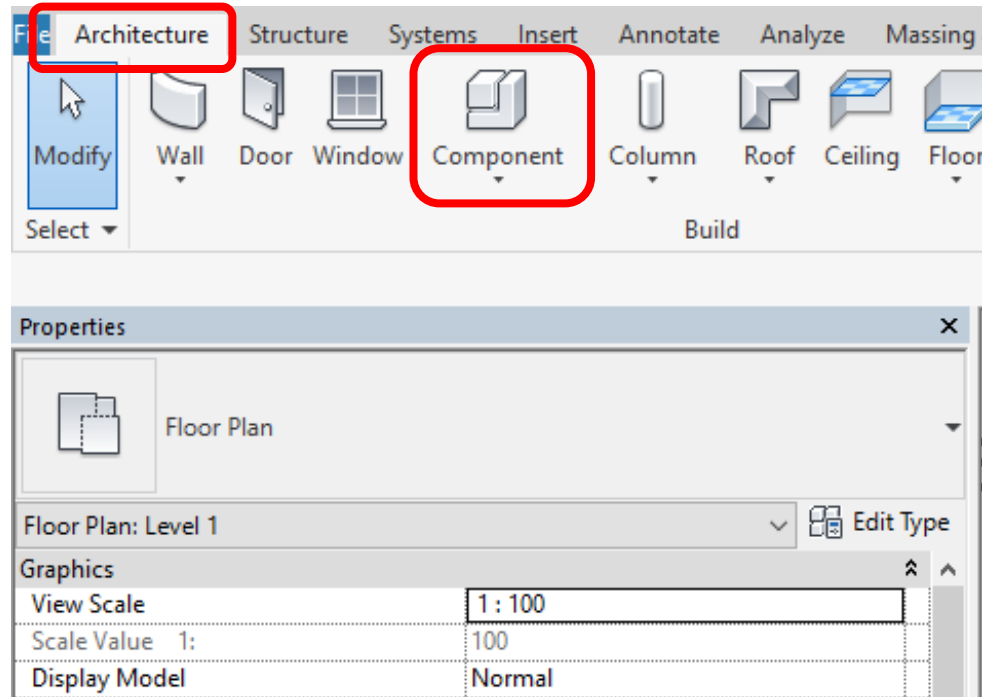 File Architecture Structure Systems Insert Annotate Analyze Massing
Modify Wall Door Window Component Column Roof Ceiling Floor
Select Build
Properties
Floor Plan
Floor Plan: Level 1 Edit Type
Graphics
View Scale 1 : 100
Scale Value 1: 100
Display Model Normal